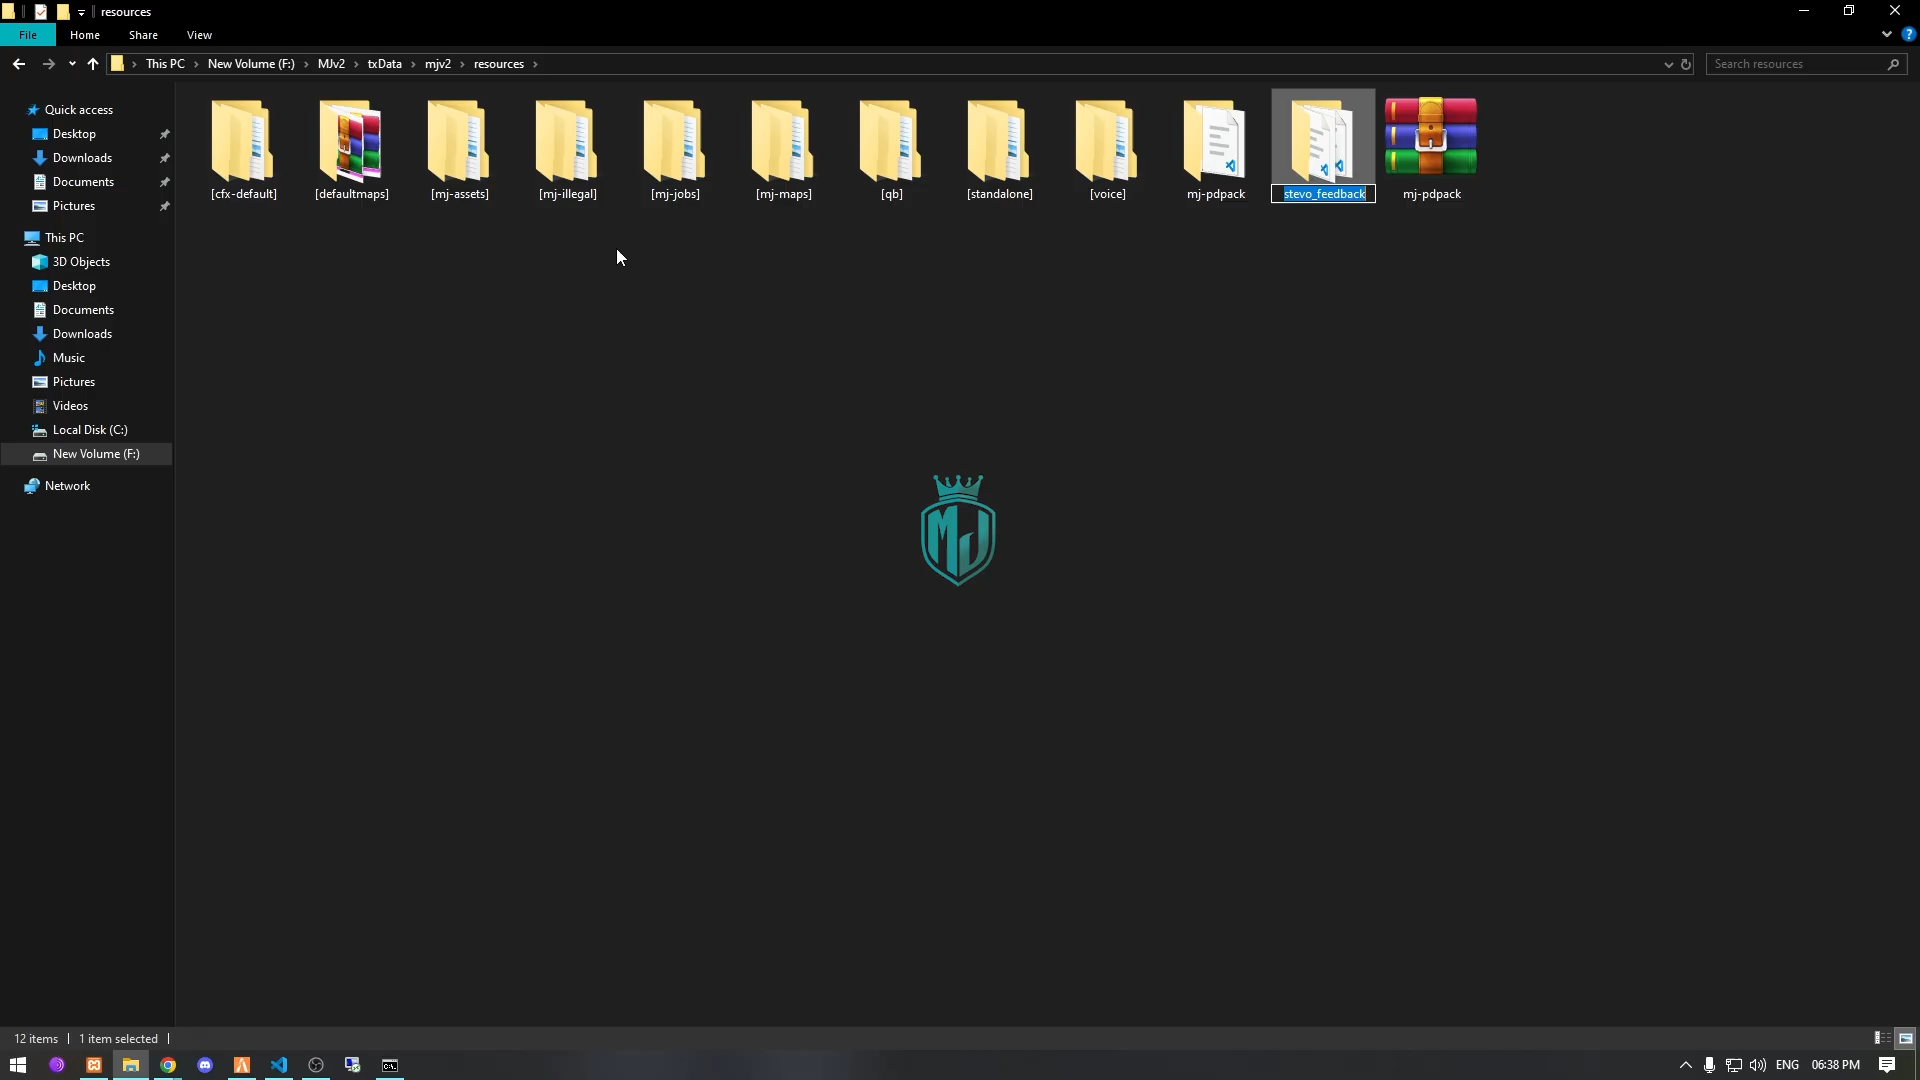 resources
File
Home
Share
View
This PC
New Volume (F:)
MJv2
txData
mjv2
resources
Search resources
Quick access
Desktop
Downloads
Documents
Pictures
This PC
3D Objects
Desktop
Documents
Downloads
Music
Pictures
Videos
Local Disk (C:)
New Volume (F:)
Network
[cfx-default]
[defaultmaps]
[mj-assets]
[mj-illegal]
[mj-jobs]
[mj-maps]
[qb]
[standalone]
[voice]
mj-pdpack
stevo_feedback
mj-pdpack
MJ
12 items
1 item selected
ENG
06:38 PM